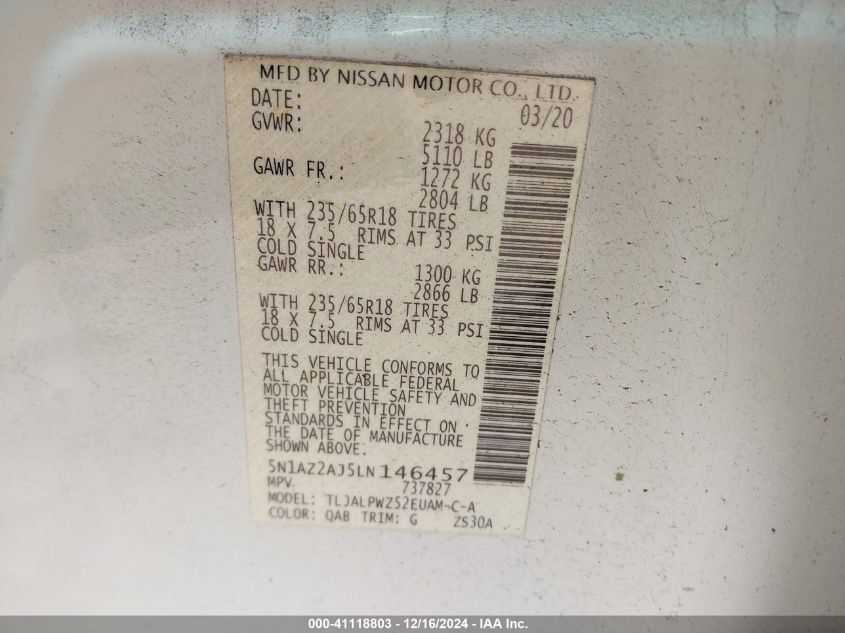 MFD BY NISSAN MOTOR CO., LTD.
DATE: 03/20
GVWR: 2318 KG
5110 LB
GAWR FR.: 1272 KG
2804 LB
WITH 235/65R18 TIRES
18 X 7.5 RIMS AT 33 PSI
COLD SINGLE
GAWR RR.: 1300 KG
2866 LB
WITH 235/65R18 TIRES
18 X 7.5 RIMS AT 33 PSI
COLD SINGLE
THIS VEHICLE CONFORMS TO
ALL APPLICABLE FEDERAL
MOTOR VEHICLE SAFETY AND
THEFT PREVENTION
STANDARDS IN EFFECT ON
THE DATE OF MANUFACTURE
SHOWN ABOVE.
5N1AZ2AJ5LN146457
MPV 737827
MODEL: TLJALPWZ52EUAM-C-A
COLOR: QAB TRIM: G ZS30A
000-41118803 - 12/16/2024 - IAA Inc.